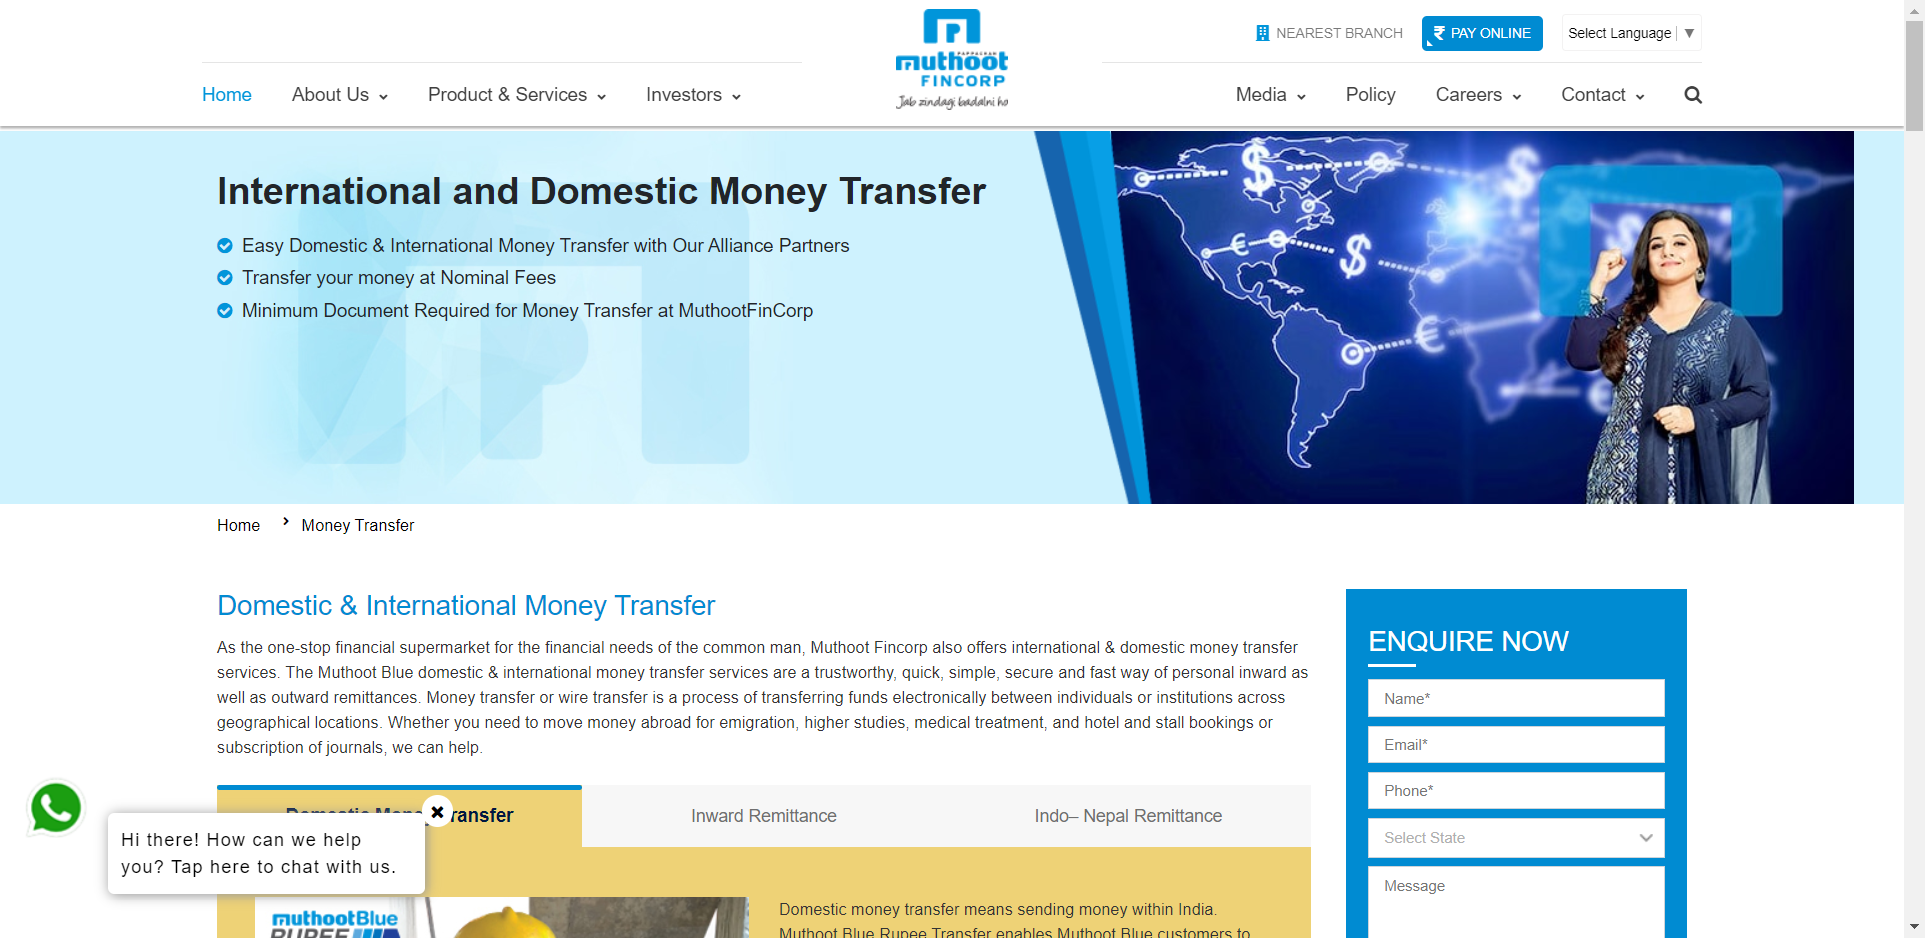 NEAREST BRANCH
PAY ONLINE
Select Language
Home
About Us
Product & Services
Investors
PAPPACHAN
muthoot
FINCORP
Jab zindagi badalni ho
Media
Policy
Careers
Contact
International and Domestic Money Transfer
Easy Domestic & International Money Transfer with Our Alliance Partners
Transfer your money at Nominal Fees
Minimum Document Required for Money Transfer at MuthootFinCorp
Home
Money Transfer
Domestic & International Money Transfer
As the one-stop financial supermarket for the financial needs of the common man, Muthoot Fincorp also offers international & domestic money transfer
services. The Muthoot Blue domestic & international money transfer services are a trustworthy, quick, simple, secure and fast way of personal inward as
well as outward remittances. Money transfer or wire transfer is a process of transferring funds electronically between individuals or institutions across
geographical locations. Whether you need to move money abroad for emigration, higher studies, medical treatment, and hotel and stall bookings or
subscription of journals, we can help.
Domestic Money Transfer
Inward Remittance
Indo– Nepal Remittance
Hi there! How can we help
you? Tap here to chat with us.
muthootBlue
RUPEE
Domestic money transfer means sending money within India.
Muthoot Blue Rupee Transfer enables Muthoot Blue customers to
ENQUIRE NOW
Name*
Email*
Phone*
Select State
Message